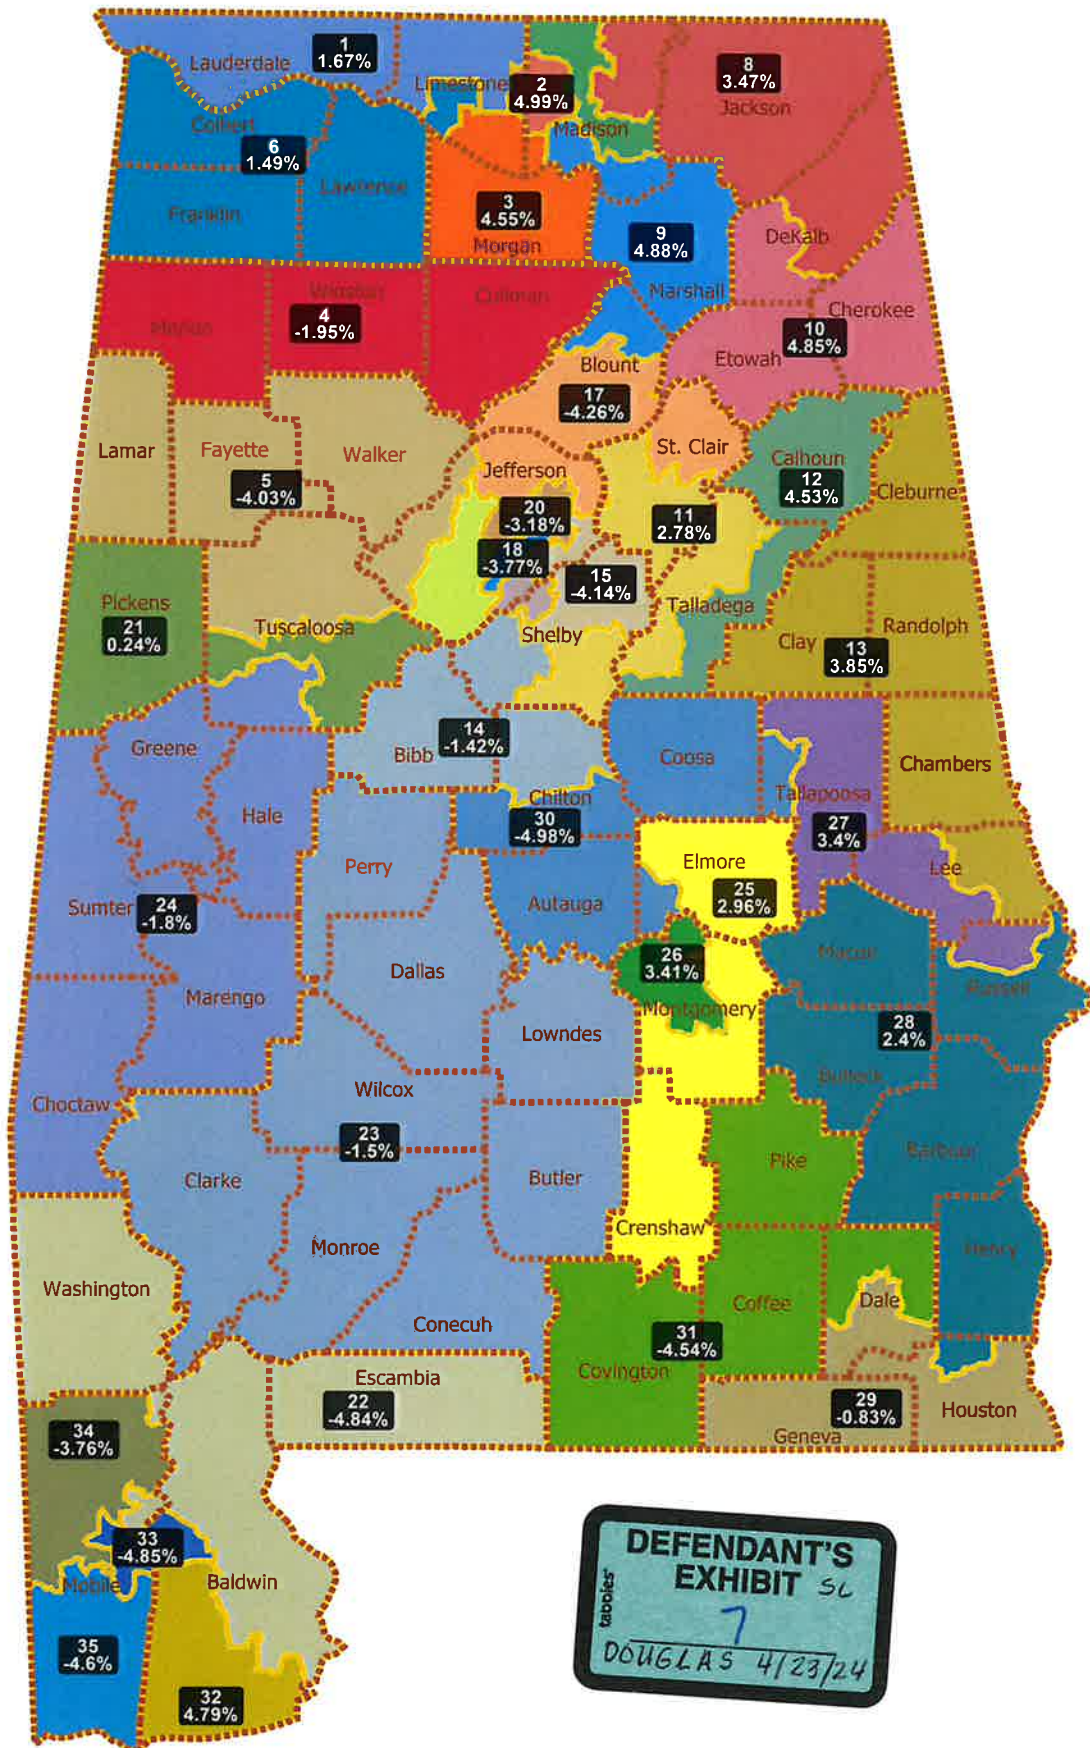 Lauderdale
1
1.67%
Limestone
2
4.99%
Madison
8
3.47%
Jackson
Colbert
6
1.49%
Lawrence
Franklin
3
4.55%
Morgan
9
4.88%
Marshall
DeKalb
Cherokee
Marion
Winston
4
-1.95%
Cullman
Etowah
10
4.85%
Blount
17
-4.26%
Lamar
Fayette
5
-4.03%
Walker
Jefferson
St. Clair
Calhoun
12
4.53%
Cleburne
20
-3.18%
11
2.78%
18
-3.77%
15
-4.14%
Pickens
21
0.24%
Tuscaloosa
Shelby
Talladega
Clay
13
3.85%
Randolph
Greene
Bibb
14
-1.42%
Coosa
Chambers
Hale
Chilton
30
-4.98%
Tallapoosa
27
3.4%
Perry
Elmore
25
2.96%
Lee
Sumter
24
-1.8%
Autauga
Macon
Dallas
26
3.41%
Montgomery
Russell
Marengo
Lowndes
28
2.4%
Bullock
Choctaw
Wilcox
23
-1.5%
Clarke
Butler
Pike
Barbour
Monroe
Crenshaw
Henry
Washington
Conecuh
Coffee
Dale
31
-4.54%
Covington
Escambia
22
-4.84%
29
-0.83%
Geneva
Houston
34
-3.76%
33
-4.85%
Mobile
Baldwin
35
-4.6%
32
4.79%
tabbies®
DEFENDANT'S
EXHIBIT SL
7
DOUGLAS 4/23/24